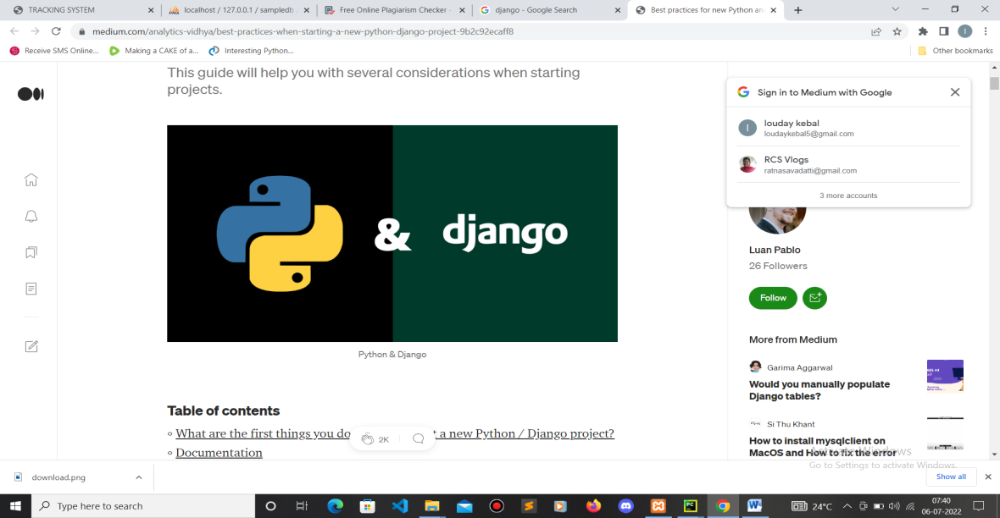 TRACKING SYSTEM
localhost / 127.0.0.1 / sampledb
Free Online Plagiarism Checker -
django - Google Search
Best practices for new Python an
medium.com/analytics-vidhya/best-practices-when-starting-a-new-python-django-project-9b2c92ecaff8
Receive SMS Online...
Making a CAKE of a...
Interesting Python...
Other bookmarks
This guide will help you with several considerations when starting
projects.
& django
Python & Django
Table of contents
What are the first things you do
t a new Python / Django project?
Documentation
2K
Sign in to Medium with Google
louday kebal
loudaykebal5@gmail.com
RCS Vlogs
ratnasavadatti@gmail.com
3 more accounts
Luan Pablo
26 Followers
Follow
More from Medium
Garima Aggarwal
Would you manually populate
Django tables?
Si Thu Khant
How to install mysqlclient on
MacOS and How to fix the error
Activate Windows
Go to Settings to activate Windows.
download.png
Show all
Type here to search
24°C
07:40
06-07-2022